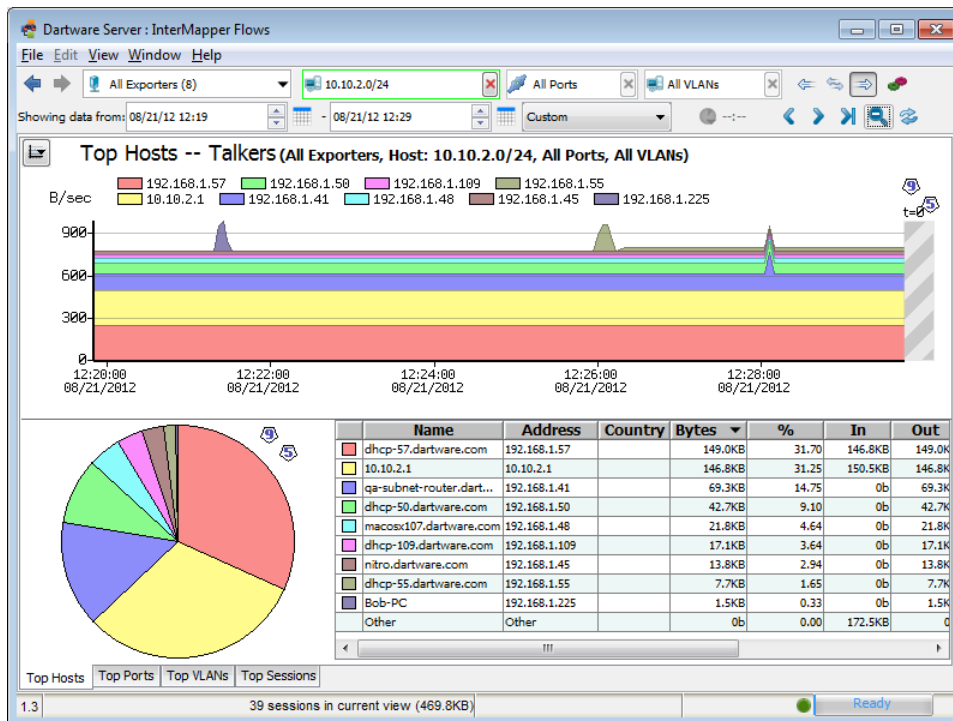 Dartware Server : InterMapper Flows
File Edit View Window Help
All Exporters (8) 10.10.2.0/24 All Ports All VLANs
Showing data from: 08/21/12 12:19 - 08/21/12 12:29 Custom --:--
Top Hosts -- Talkers (All Exporters, Host: 10.10.2.0/24, All Ports, All VLANs)
192.168.1.57 192.168.1.50 192.168.1.109 192.168.1.55
B/sec 10.10.2.1 192.168.1.41 192.168.1.48 192.168.1.45 192.168.1.225
9
5
t=0
900
600
300
0
12:20:00 12:22:00 12:24:00 12:26:00 12:28:00
08/21/2012 08/21/2012 08/21/2012 08/21/2012 08/21/2012
9
5
Name Address Country Bytes % In Out
dhcp-57.dartware.com 192.168.1.57 149.0KB 31.70 146.8KB 149.0K
10.10.2.1 10.10.2.1 146.8KB 31.25 150.5KB 146.8K
qa-subnet-router.dart... 192.168.1.41 69.3KB 14.75 0b 69.3K
dhcp-50.dartware.com 192.168.1.50 42.7KB 9.10 0b 42.7K
macosx107.dartware.com 192.168.1.48 21.8KB 4.64 0b 21.8K
dhcp-109.dartware.com 192.168.1.109 17.1KB 3.64 0b 17.1K
nitro.dartware.com 192.168.1.45 13.8KB 2.94 0b 13.8K
dhcp-55.dartware.com 192.168.1.55 7.7KB 1.65 0b 7.7K
Bob-PC 192.168.1.225 1.5KB 0.33 0b 1.5K
Other Other 0b 0.00 172.5KB 0
Top Hosts Top Ports Top VLANs Top Sessions
1.3 39 sessions in current view (469.8KB) Ready